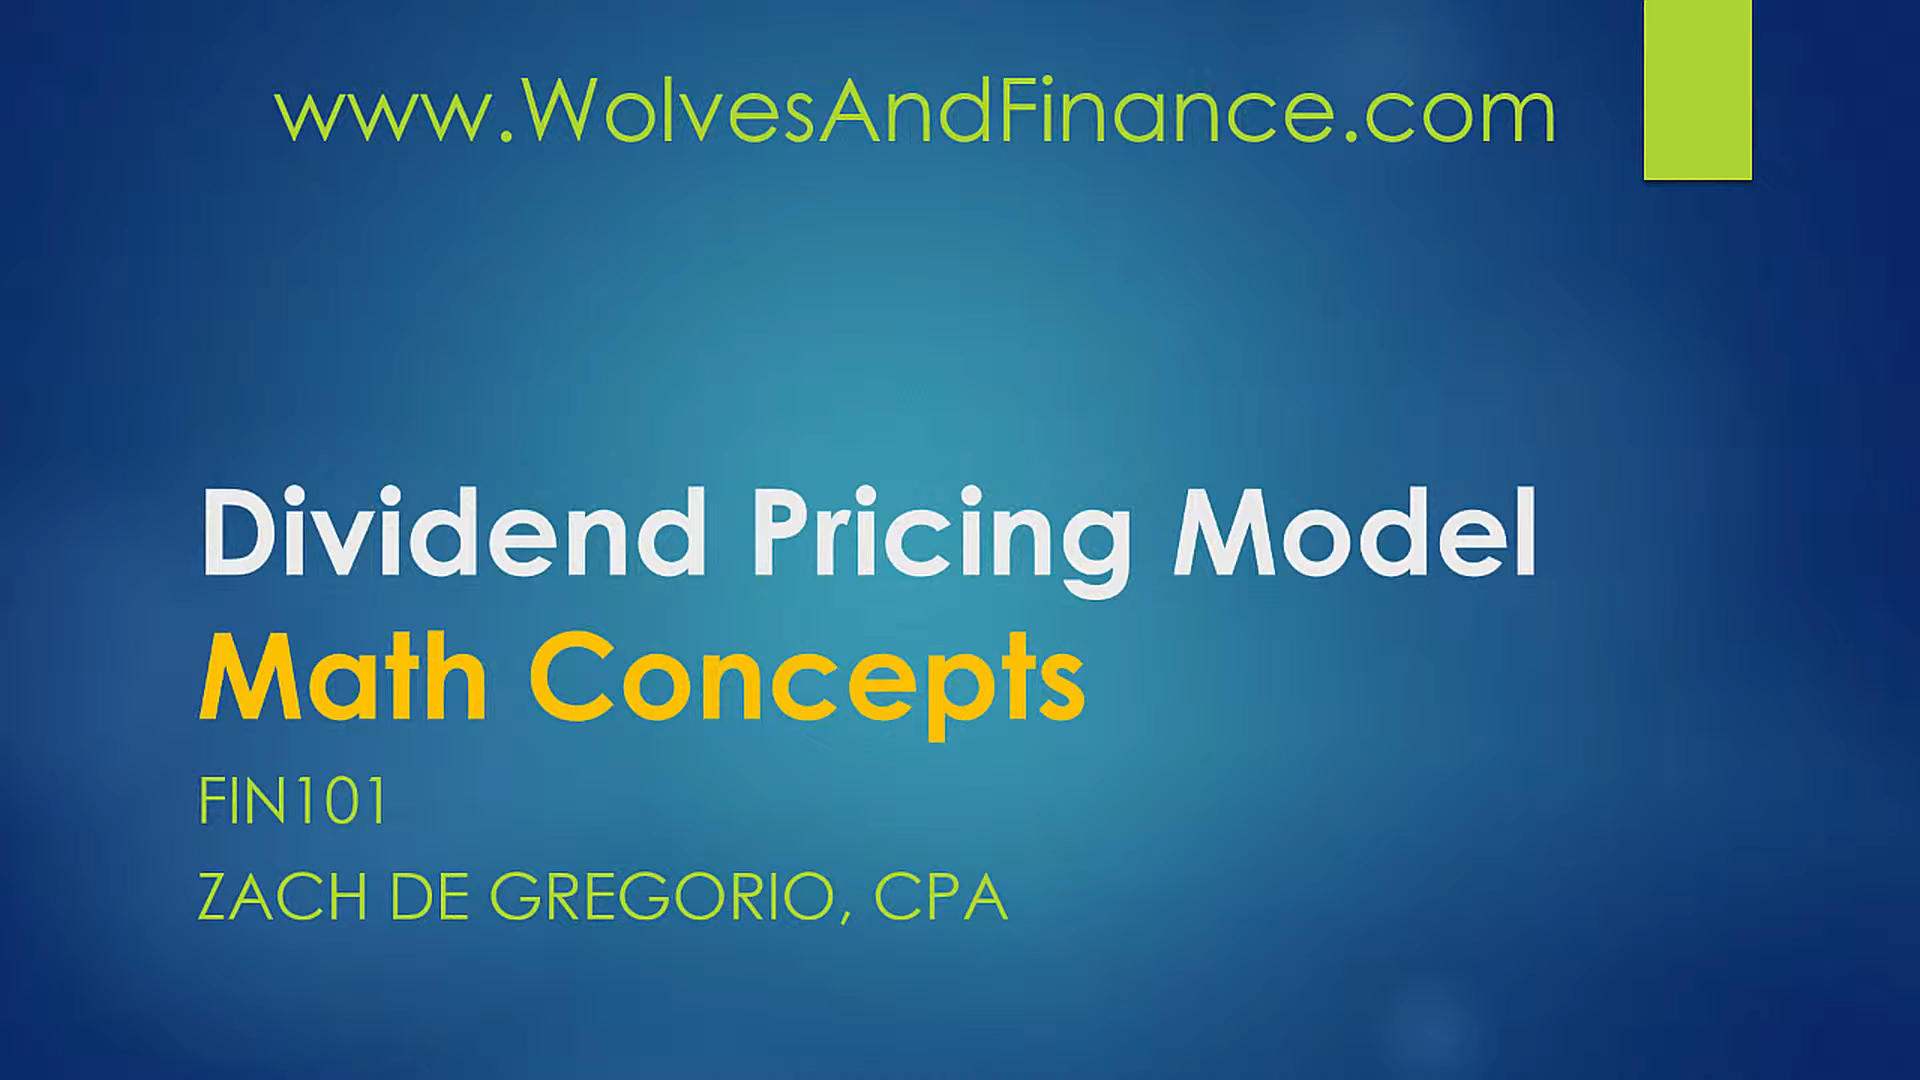 www.WolvesAndFinance.com
Dividend Pricing Model
Math Concepts
FIN101
ZACH DE GREGORIO, CPA